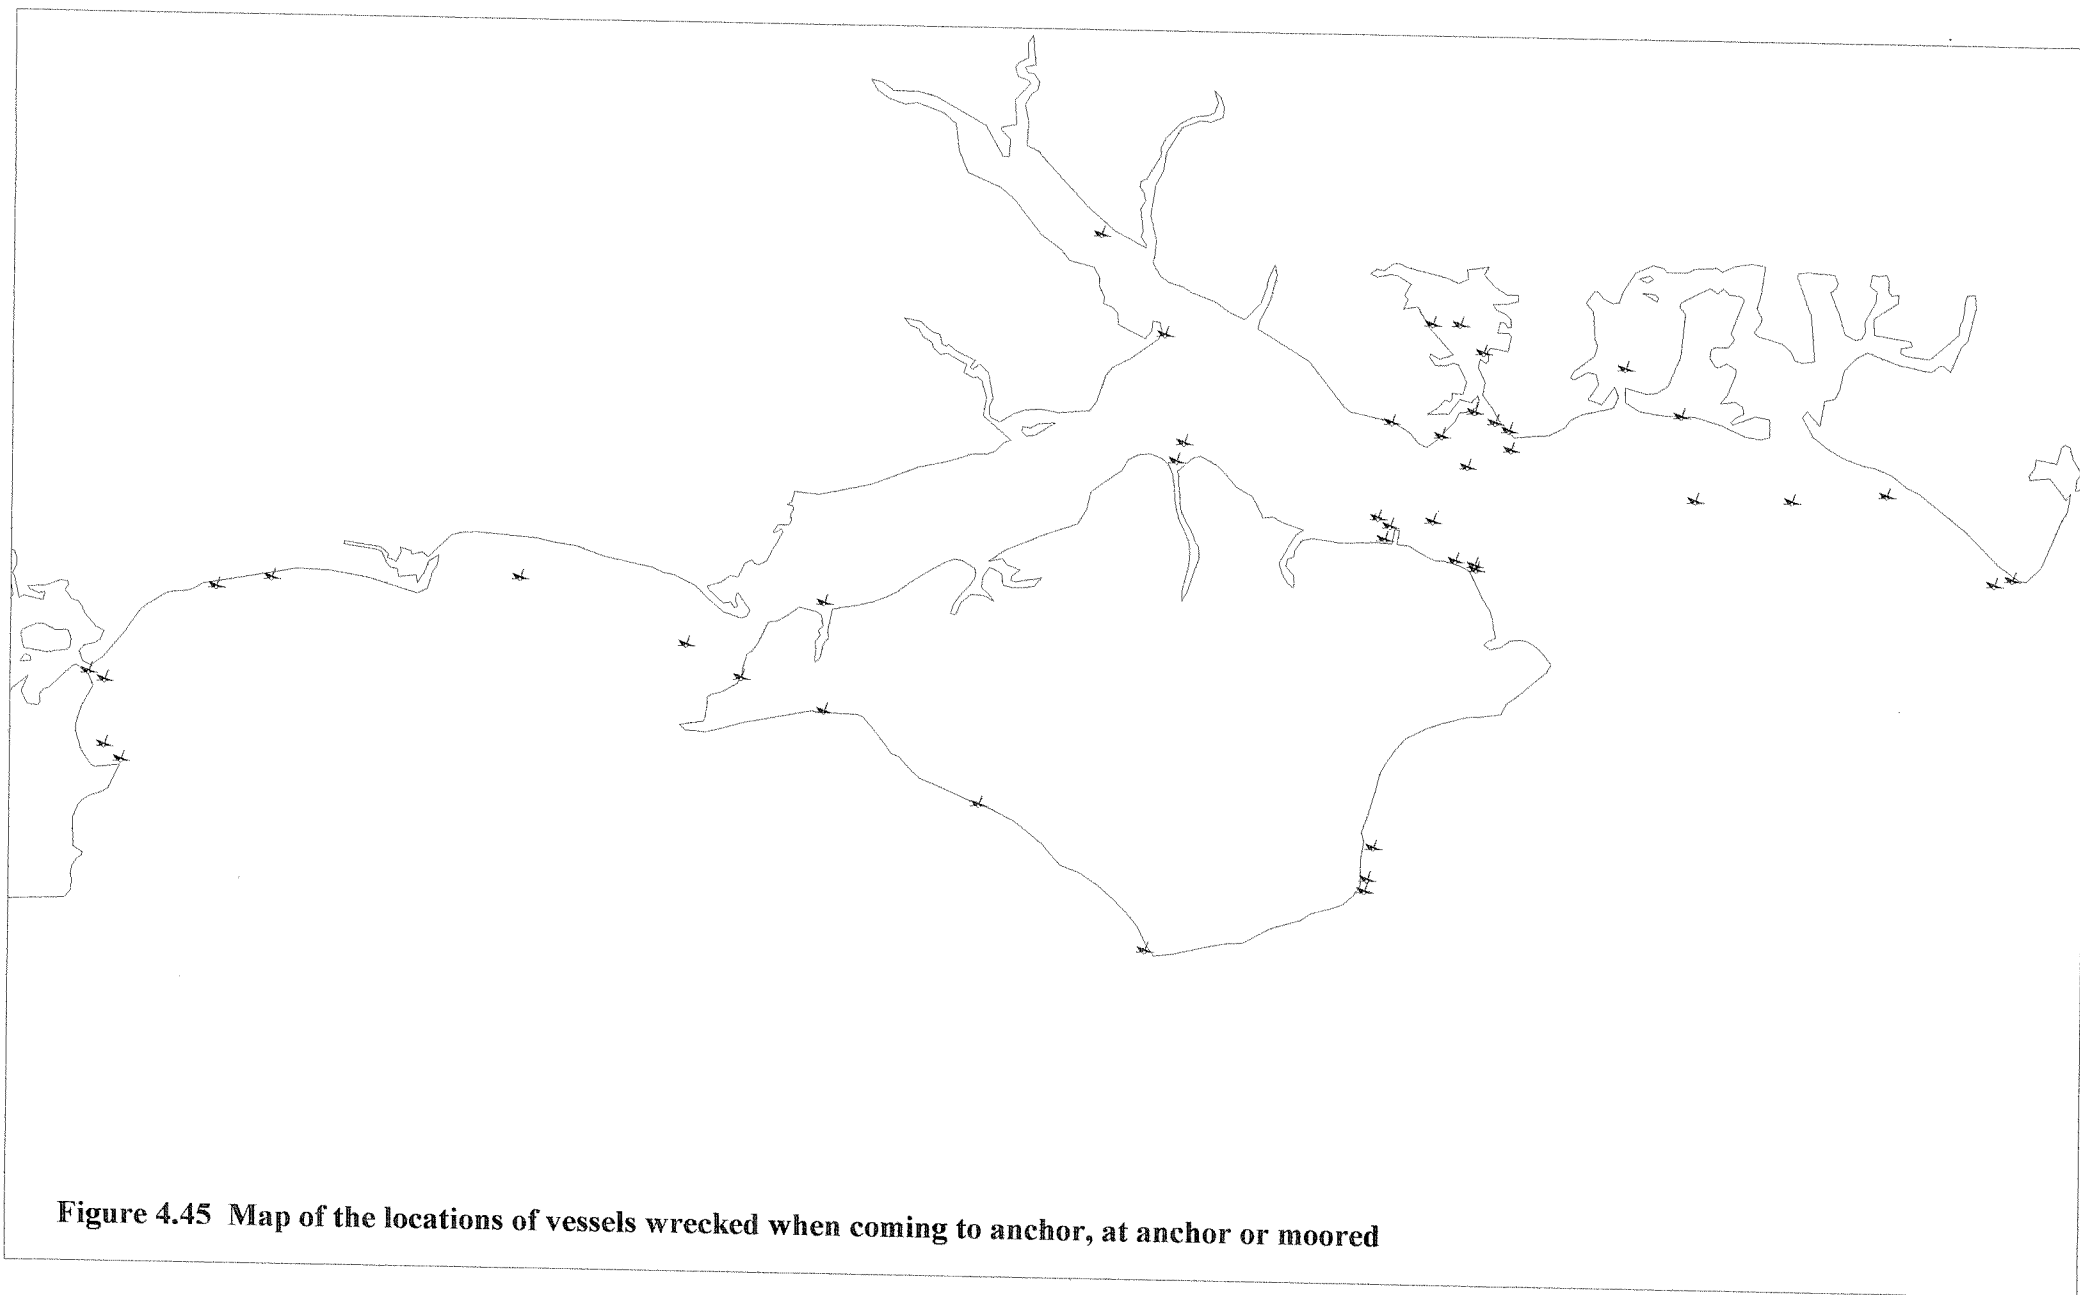 Figure 4.45 Map of the locations of vessels wrecked when coming to anchor, at anchor or moored